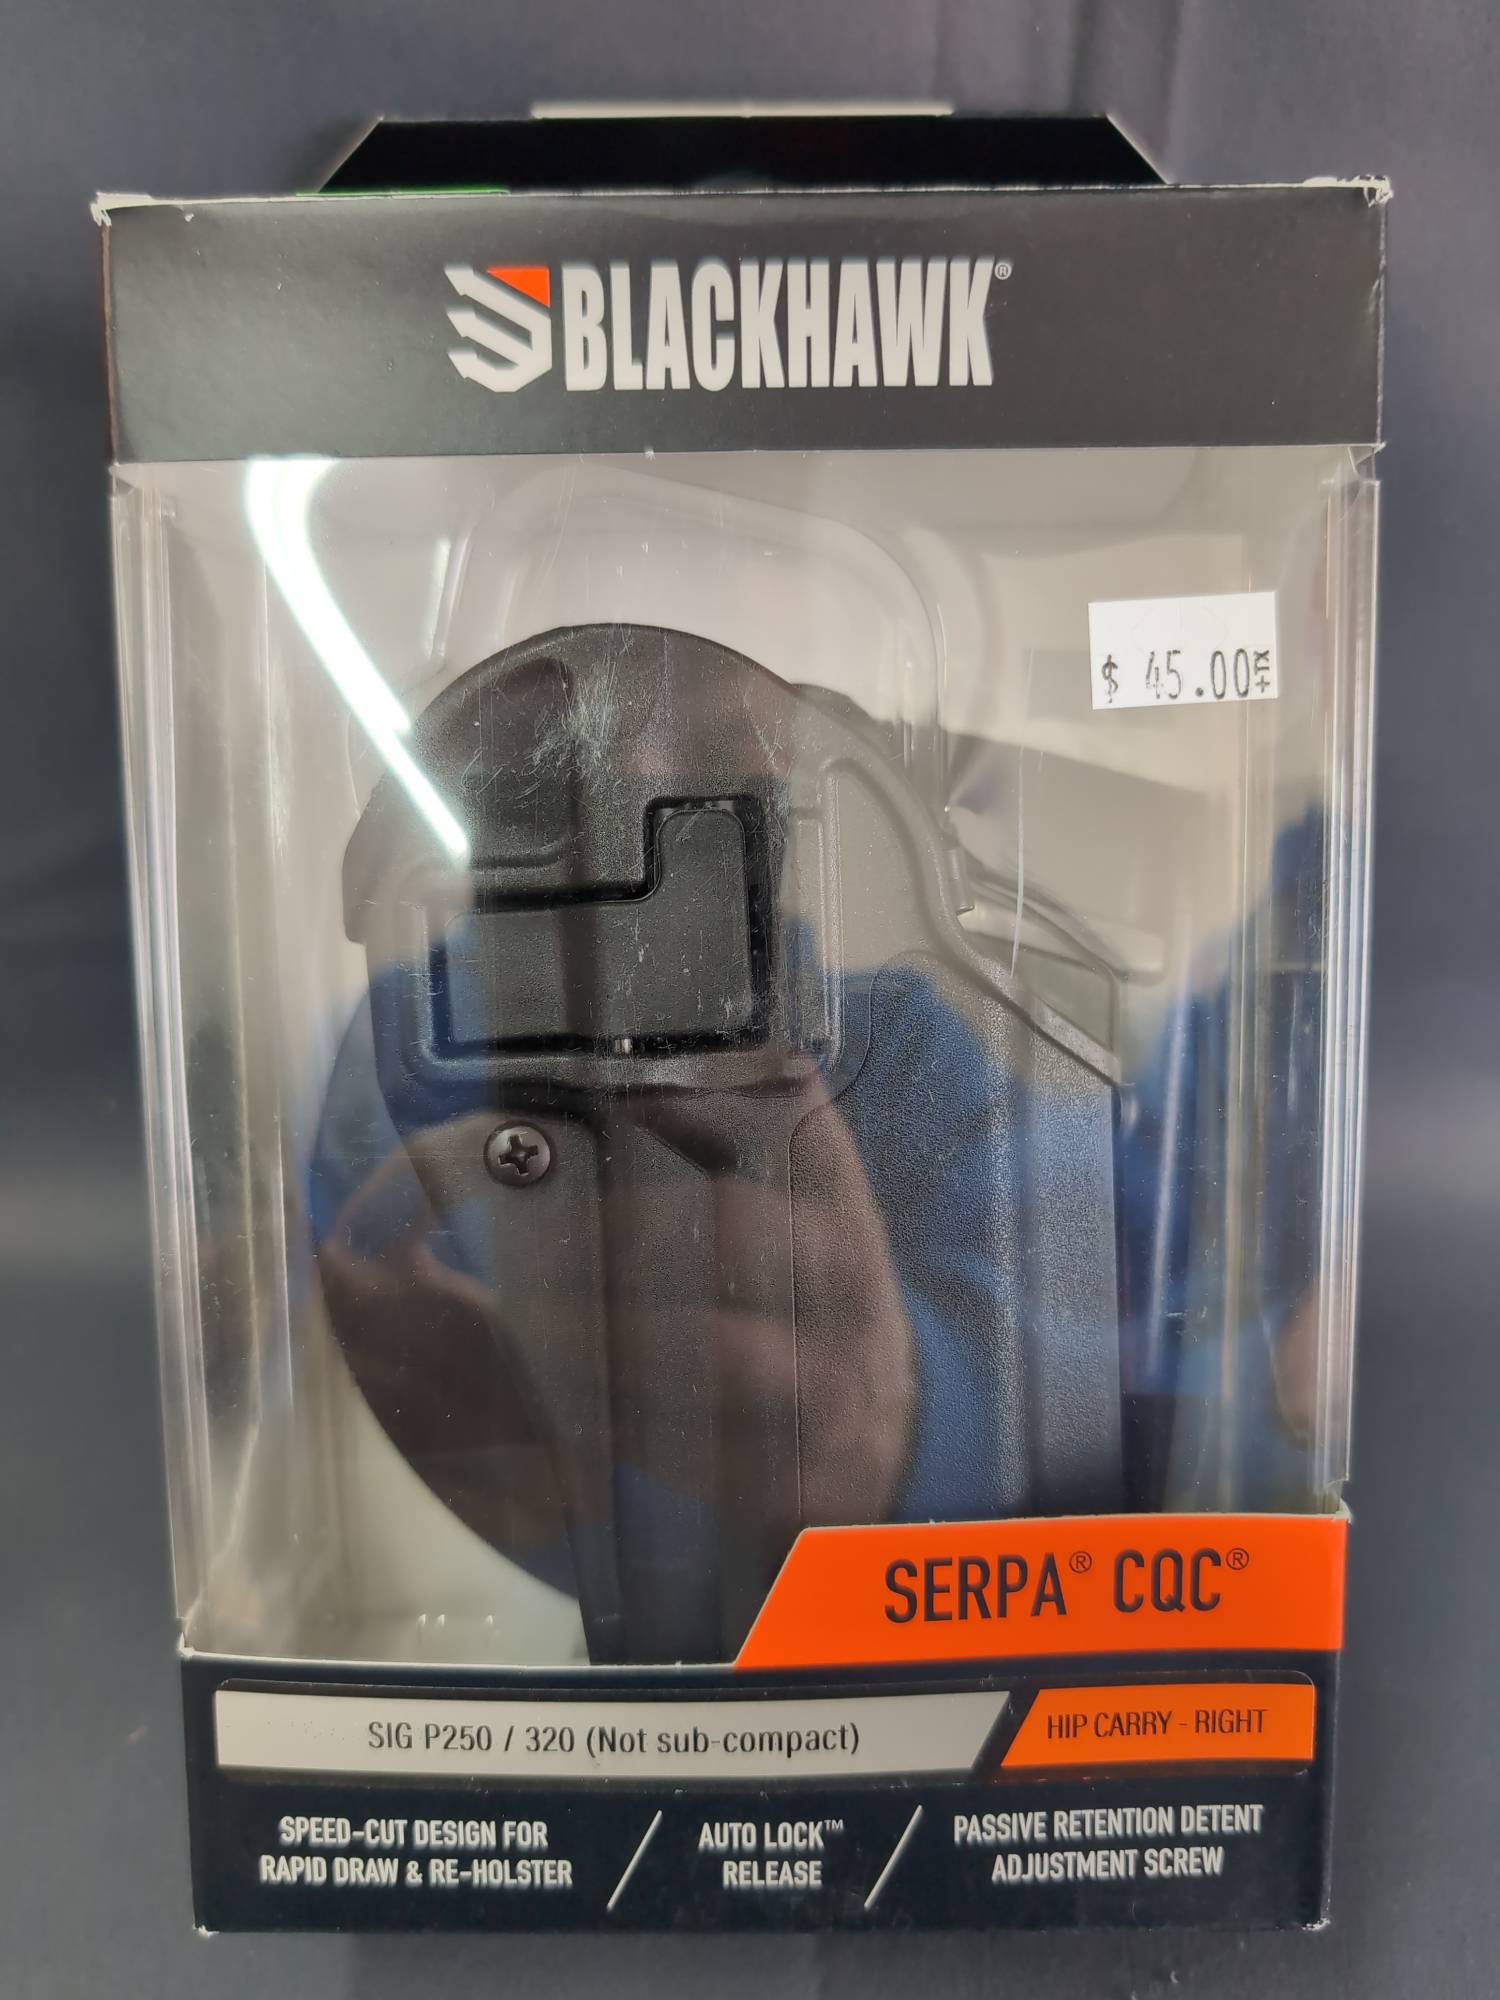 BLACKHAWK®
$ 45.00 +TX
SERPA® CQC®
SIG P250 / 320 (Not sub-compact)
HIP CARRY - RIGHT
SPEED-CUT DESIGN FOR
RAPID DRAW & RE-HOLSTER
AUTO LOCK™
RELEASE
PASSIVE RETENTION DETENT
ADJUSTMENT SCREW